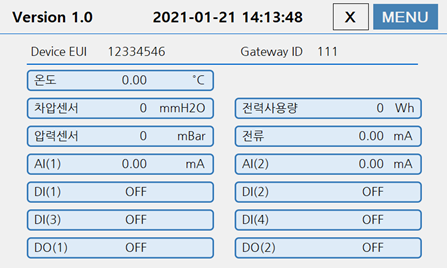 Version 1.0 2021-01-21 14:13:48 X MENU
Device EUI 12334546 Gateway ID 111
온도 0.00 °C
차압센서 0 mmH2O 전력사용량 0 Wh
압력센서 0 mBar 전류 0.00 mA
AI(1) 0.00 mA AI(2) 0.00 mA
DI(1) OFF DI(2) OFF
DI(3) OFF DI(4) OFF
DO(1) OFF DO(2) OFF